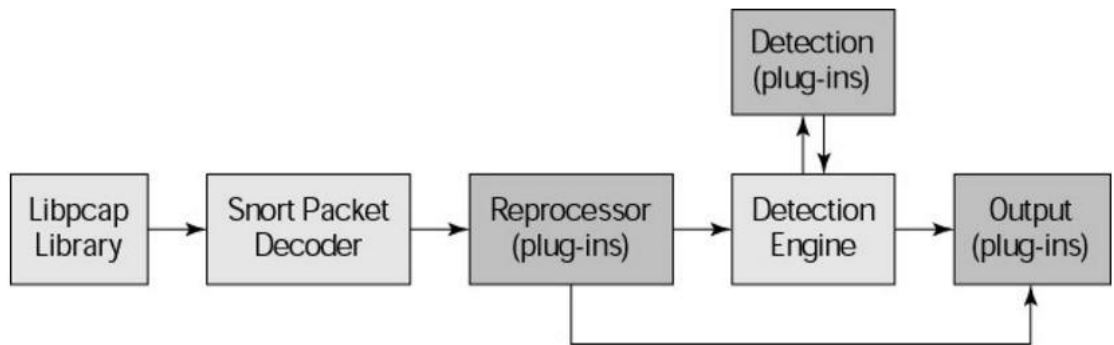 Detection
(plug-ins)
Libpcap
Library
Snort Packet
Decoder
Reprocessor
(plug-ins)
Detection
Engine
Output
(plug-ins)